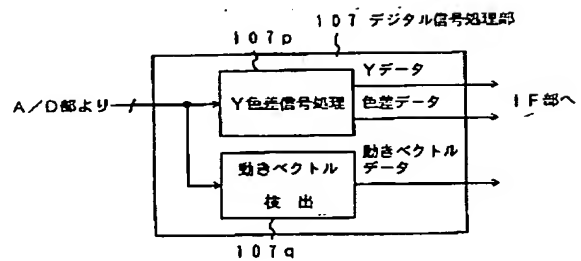 107 デジタル信号処理部
107p
Yデータ
A/D部より
Y色差信号処理
色差データ
IF部へ
動きベクトル
検出
動きベクトル
データ
107q